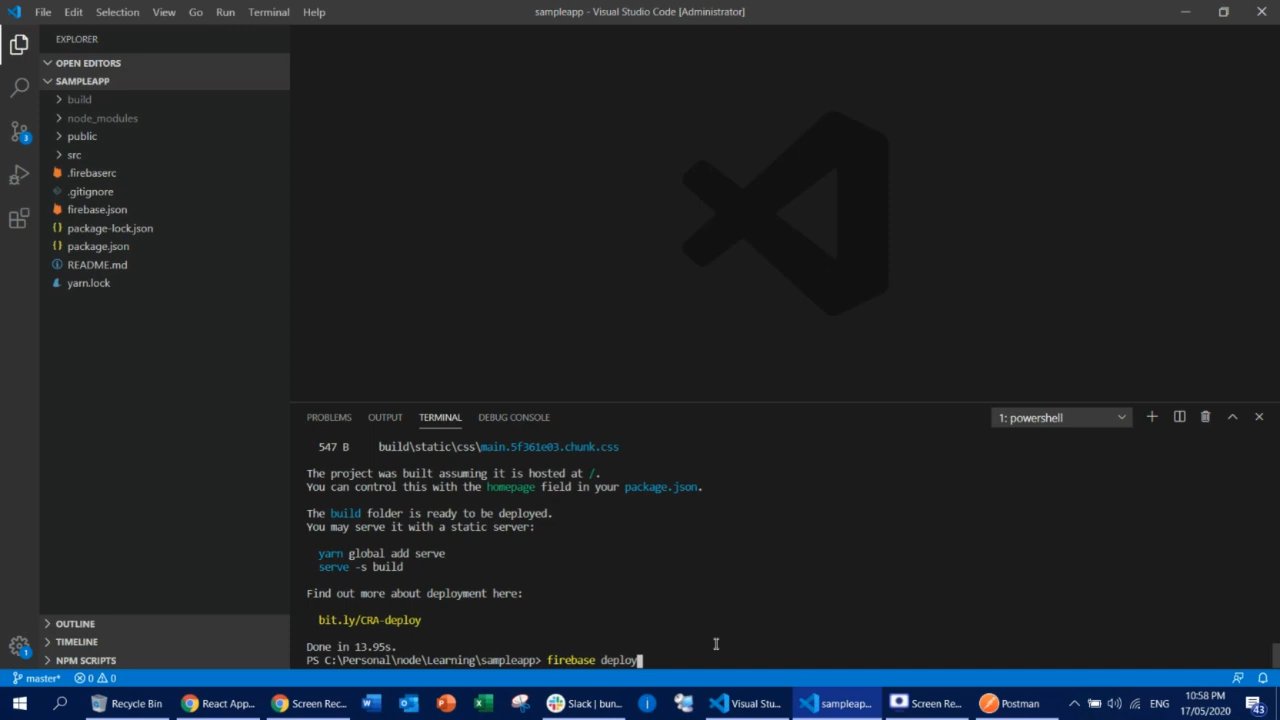 File Edit Selection View Go Run Terminal Help
sampleapp - Visual Studio Code [Administrator]
EXPLORER
OPEN EDITORS
SAMPLEAPP
build
node_modules
public
src
.firebaserc
.gitignore
firebase.json
package-lock.json
package.json
README.md
yarn.lock
OUTLINE
TIMELINE
NPM SCRIPTS
3
1
PROBLEMS OUTPUT TERMINAL DEBUG CONSOLE
1: powershell
547 B build\static\css\main.5f361e03.chunk.css
The project was built assuming it is hosted at /.
You can control this with the homepage field in your package.json.
The build folder is ready to be deployed.
You may serve it with a static server:
yarn global add serve
serve -s build
Find out more about deployment here:
bit.ly/CRA-deploy
Done in 13.95s.
PS C:\Personal\node\Learning\sampleapp> firebase deploy
master* 0 0
Recycle Bin
React App...
Screen Rec...
Slack | bun...
Visual Stu...
sampleap...
Screen Re...
Postman
ENG
10:58 PM
17/05/2020
43